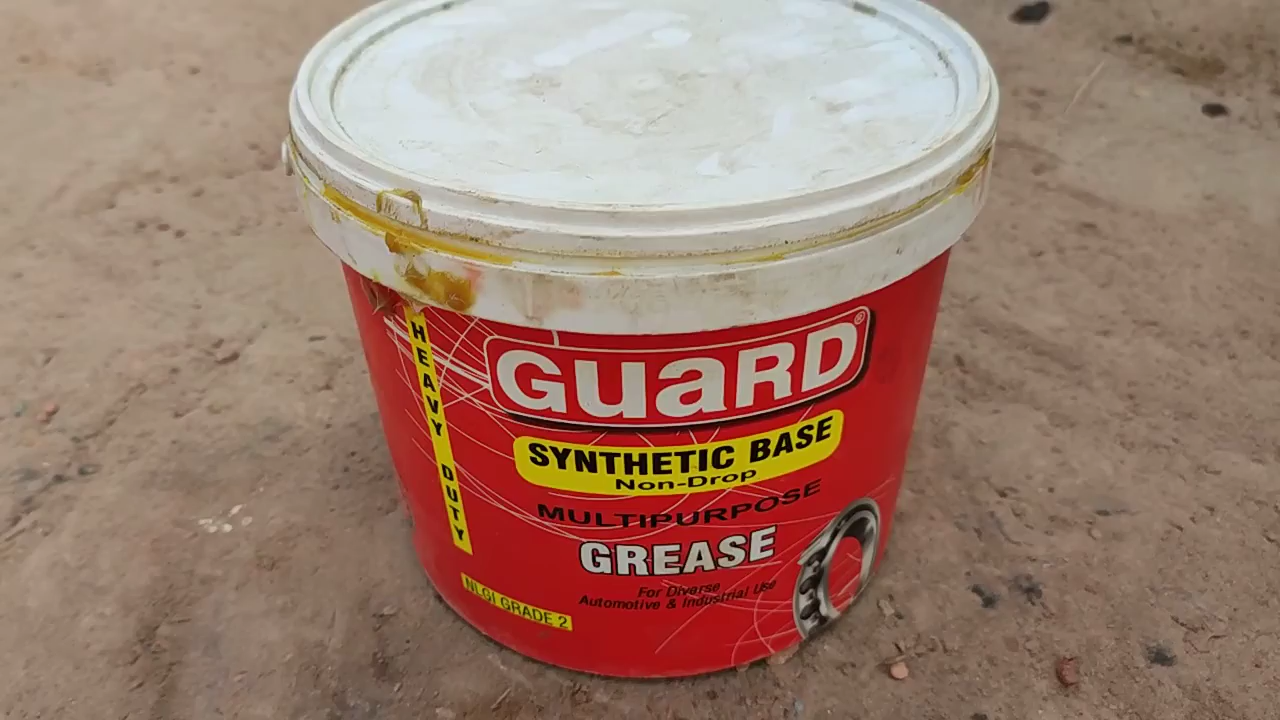 GUARD®
HEAVY DUTY
SYNTHETIC BASE
Non-Drop
MULTIPURPOSE
GREASE
For Diverse
Automotive & Industrial Use
NLGI GRADE 2